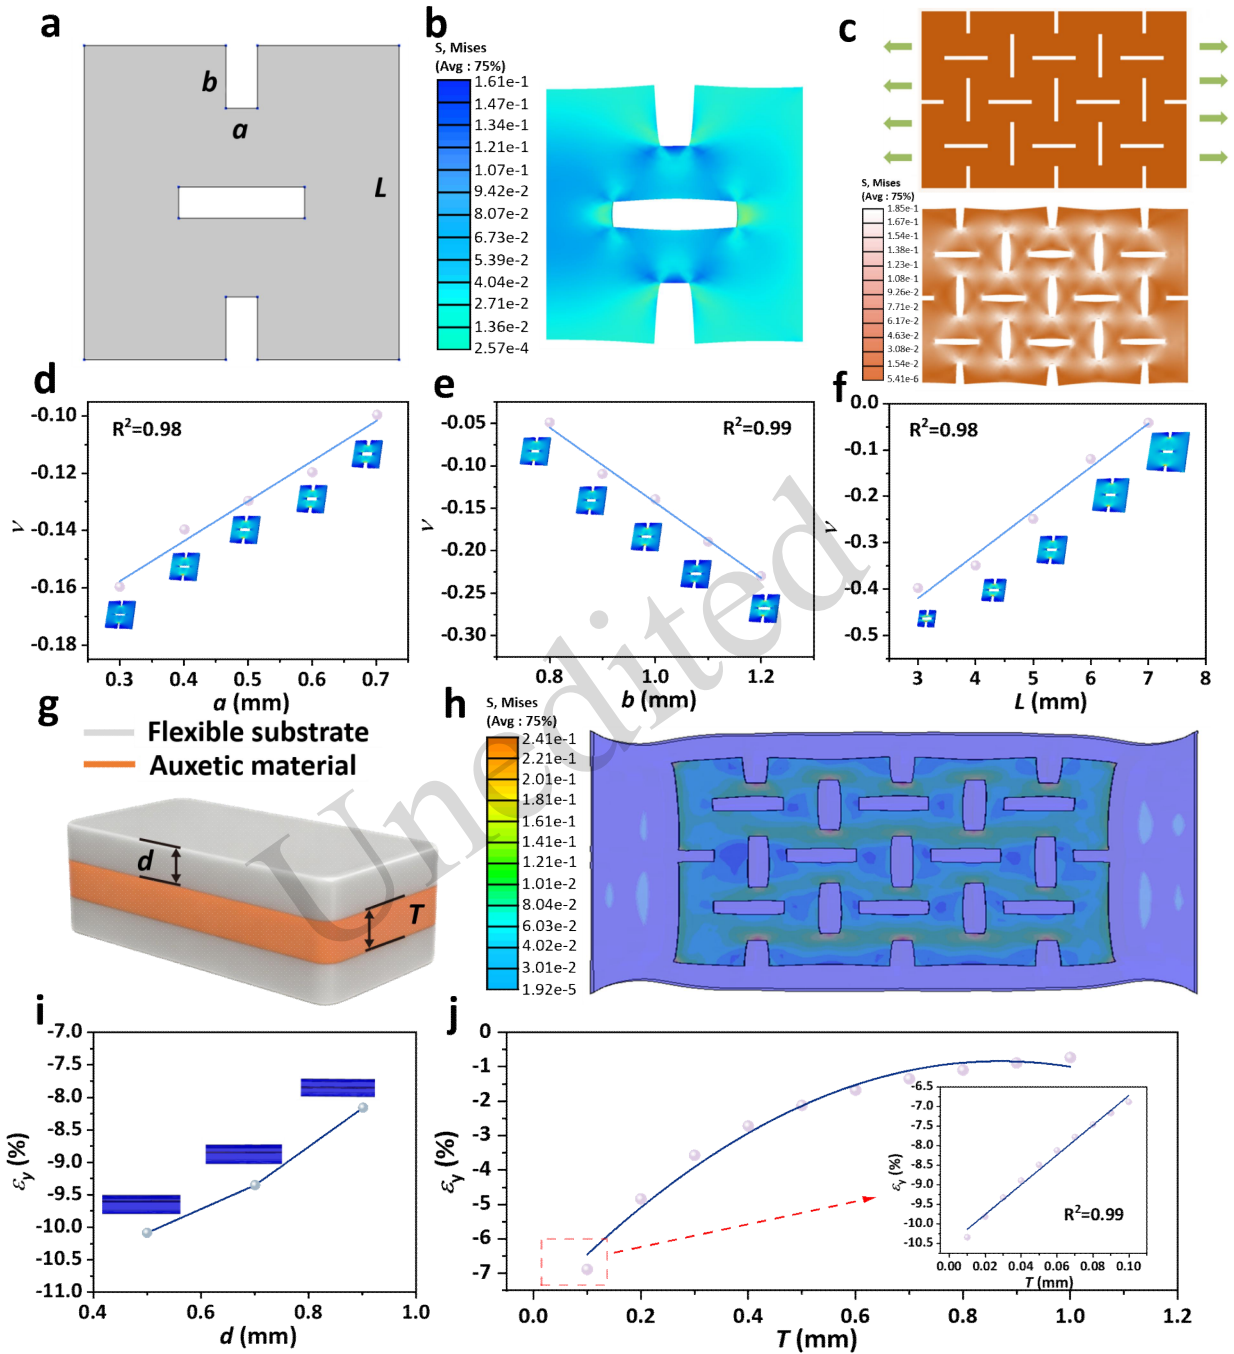 a
b
a
L
b
S, Mises
(Avg : 75%)
1.61e-1
1.47e-1
1.34e-1
1.21e-1
1.07e-1
9.42e-2
8.07e-2
6.73e-2
5.39e-2
4.04e-2
2.71e-2
1.36e-2
2.57e-4
c
S, Mises
(Avg : 75%)
1.85e-1
1.67e-1
1.54e-1
1.38e-1
1.23e-1
1.08e-1
9.26e-2
7.71e-2
6.17e-2
4.63e-2
3.08e-2
1.54e-2
5.41e-6
d
R²=0.98
ν
-0.10
-0.12
-0.14
-0.16
-0.18
0.3 0.4 0.5 0.6 0.7
a (mm)
e
R²=0.99
ν
-0.05
-0.10
-0.15
-0.20
-0.25
-0.30
0.8 1.0 1.2
b (mm)
f
R²=0.98
ν
0.0
-0.1
-0.2
-0.3
-0.4
-0.5
3 4 5 6 7 8
L (mm)
g
Flexible substrate
Auxetic material
d
T
h
S, Mises
(Avg : 75%)
2.41e-1
2.21e-1
2.01e-1
1.81e-1
1.61e-1
1.41e-1
1.21e-1
1.01e-2
8.04e-2
6.03e-2
4.02e-2
3.01e-2
1.92e-5
i
εy (%)
-7.0
-7.5
-8.0
-8.5
-9.0
-9.5
-10.0
-10.5
-11.0
0.4 0.6 0.8 1.0
d (mm)
j
εy (%)
0
-1
-2
-3
-4
-5
-6
-7
0.0 0.2 0.4 0.6 0.8 1.0 1.2
T (mm)
εy (%)
-6.5
-7.0
-7.5
-8.0
-8.5
-9.0
-9.5
-10.0
-10.5
R²=0.99
0.00 0.02 0.04 0.06 0.08 0.10
T (mm)
Unedited